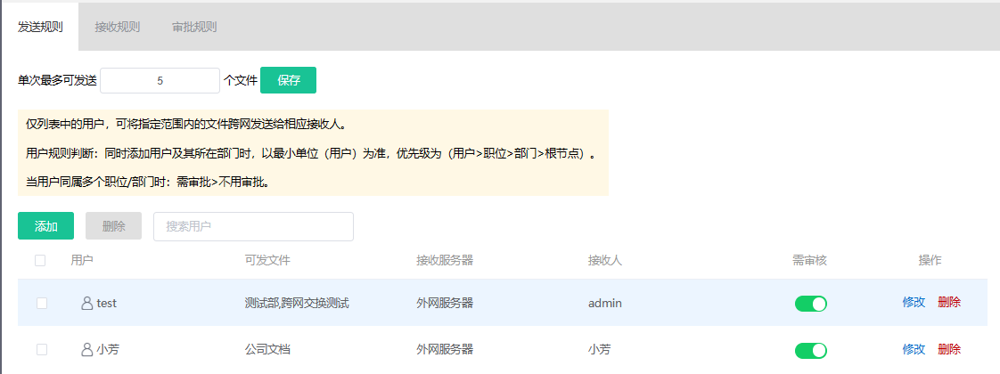 发送规则 接收规则 审批规则
单次最多可发送 5 个文件 保存
仅列表中的用户，可将指定范围内的文件跨网发送给相应接收人。
用户规则判断：同时添加用户及其所在部门时，以最小单位（用户）为准，优先级为（用户>职位>部门>根节点）。
当用户同属多个职位/部门时：需审批>不用审批。
添加 删除 搜索用户
用户 可发文件 接收服务器 接收人 需审核 操作
test 测试部,跨网交换测试 外网服务器 admin 修改 删除
小芳 公司文档 外网服务器 小芳 修改 删除